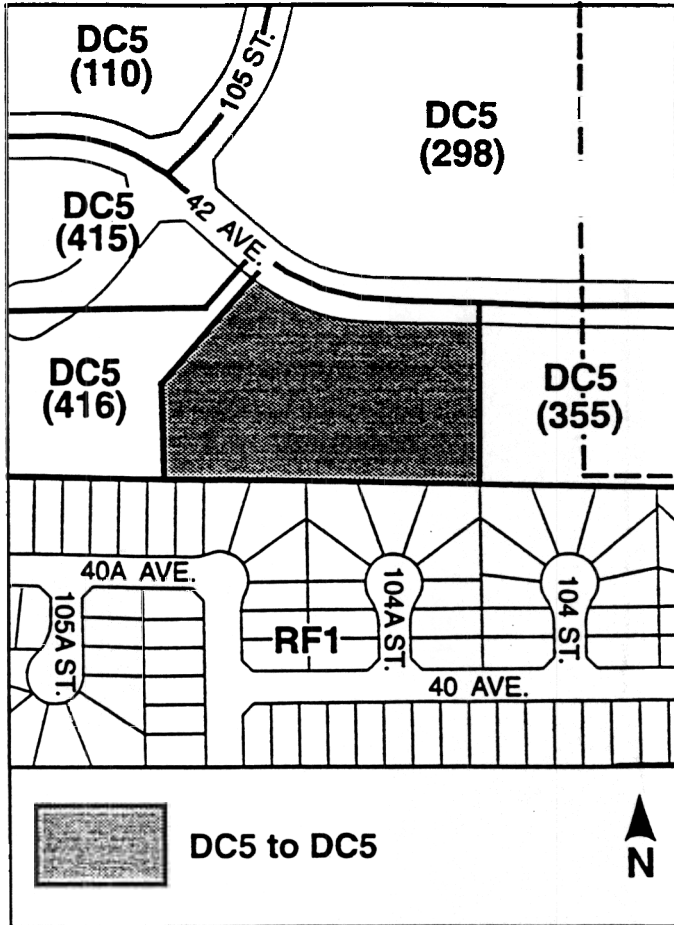 DC5
(110)
105 ST.
DC5
(298)
DC5
(415)
42 AVE.
DC5
(416)
DC5
(355)
40A AVE.
105A ST.
RF1
104A ST.
104 ST.
40 AVE.
DC5 to DC5
N